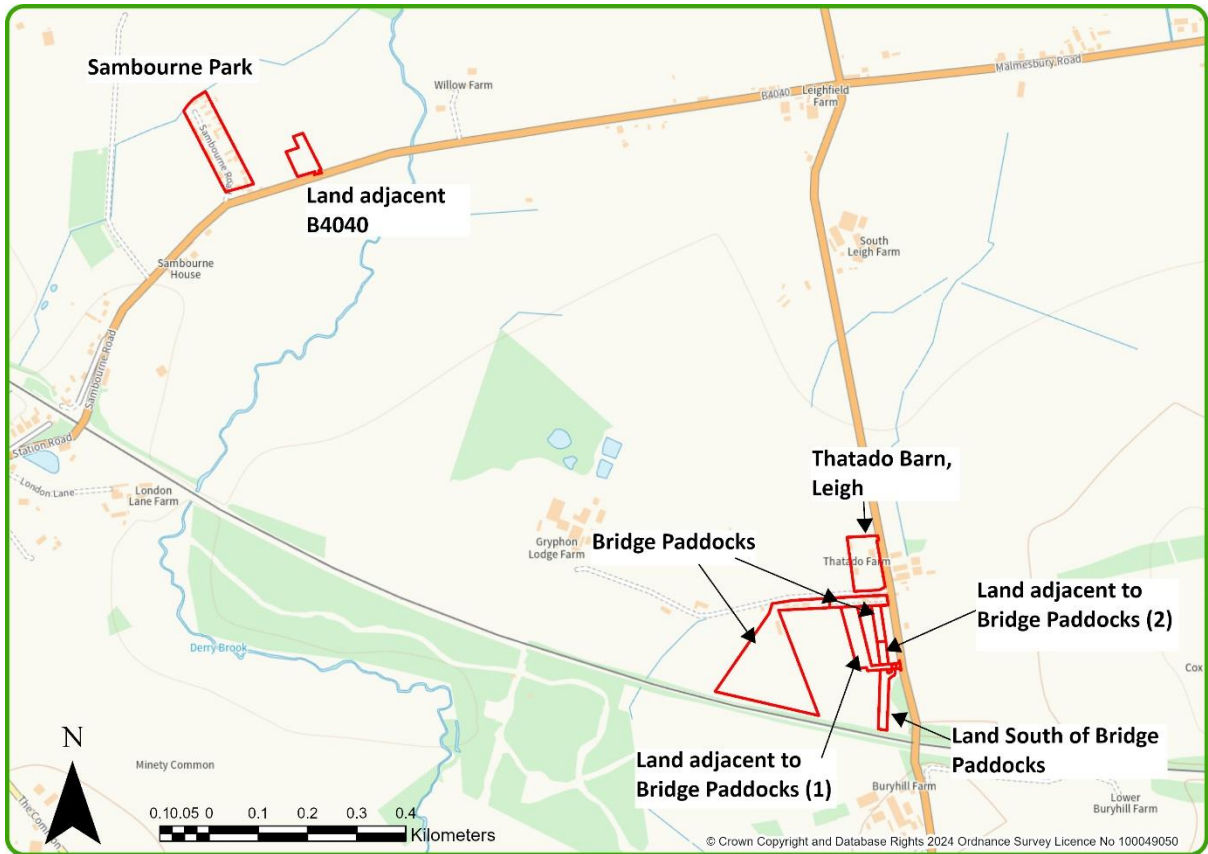 Sambourne Park
Willow Farm
Malmesbury Road
B4040
Leighfield
Farm
Sambourne Road
Land adjacent
B4040
South
Leigh Farm
Sambourne
House
Sambourne Road
Station Road
London Lane
London
Lane Farm
Thatado Barn,
Leigh
Gryphon
Lodge Farm
Bridge Paddocks
Thatado Farm
Land adjacent to
Bridge Paddocks (2)
Derry Brook
Cox
Land South of Bridge
Paddocks
Land adjacent to
Bridge Paddocks (1)
N
Minety Common
Buryhill Farm
Lower
Buryhill Farm
The Common
0.10.05 0 0.1 0.2 0.3 0.4
Kilometers
© Crown Copyright and Database Rights 2024 Ordnance Survey Licence No 100049050